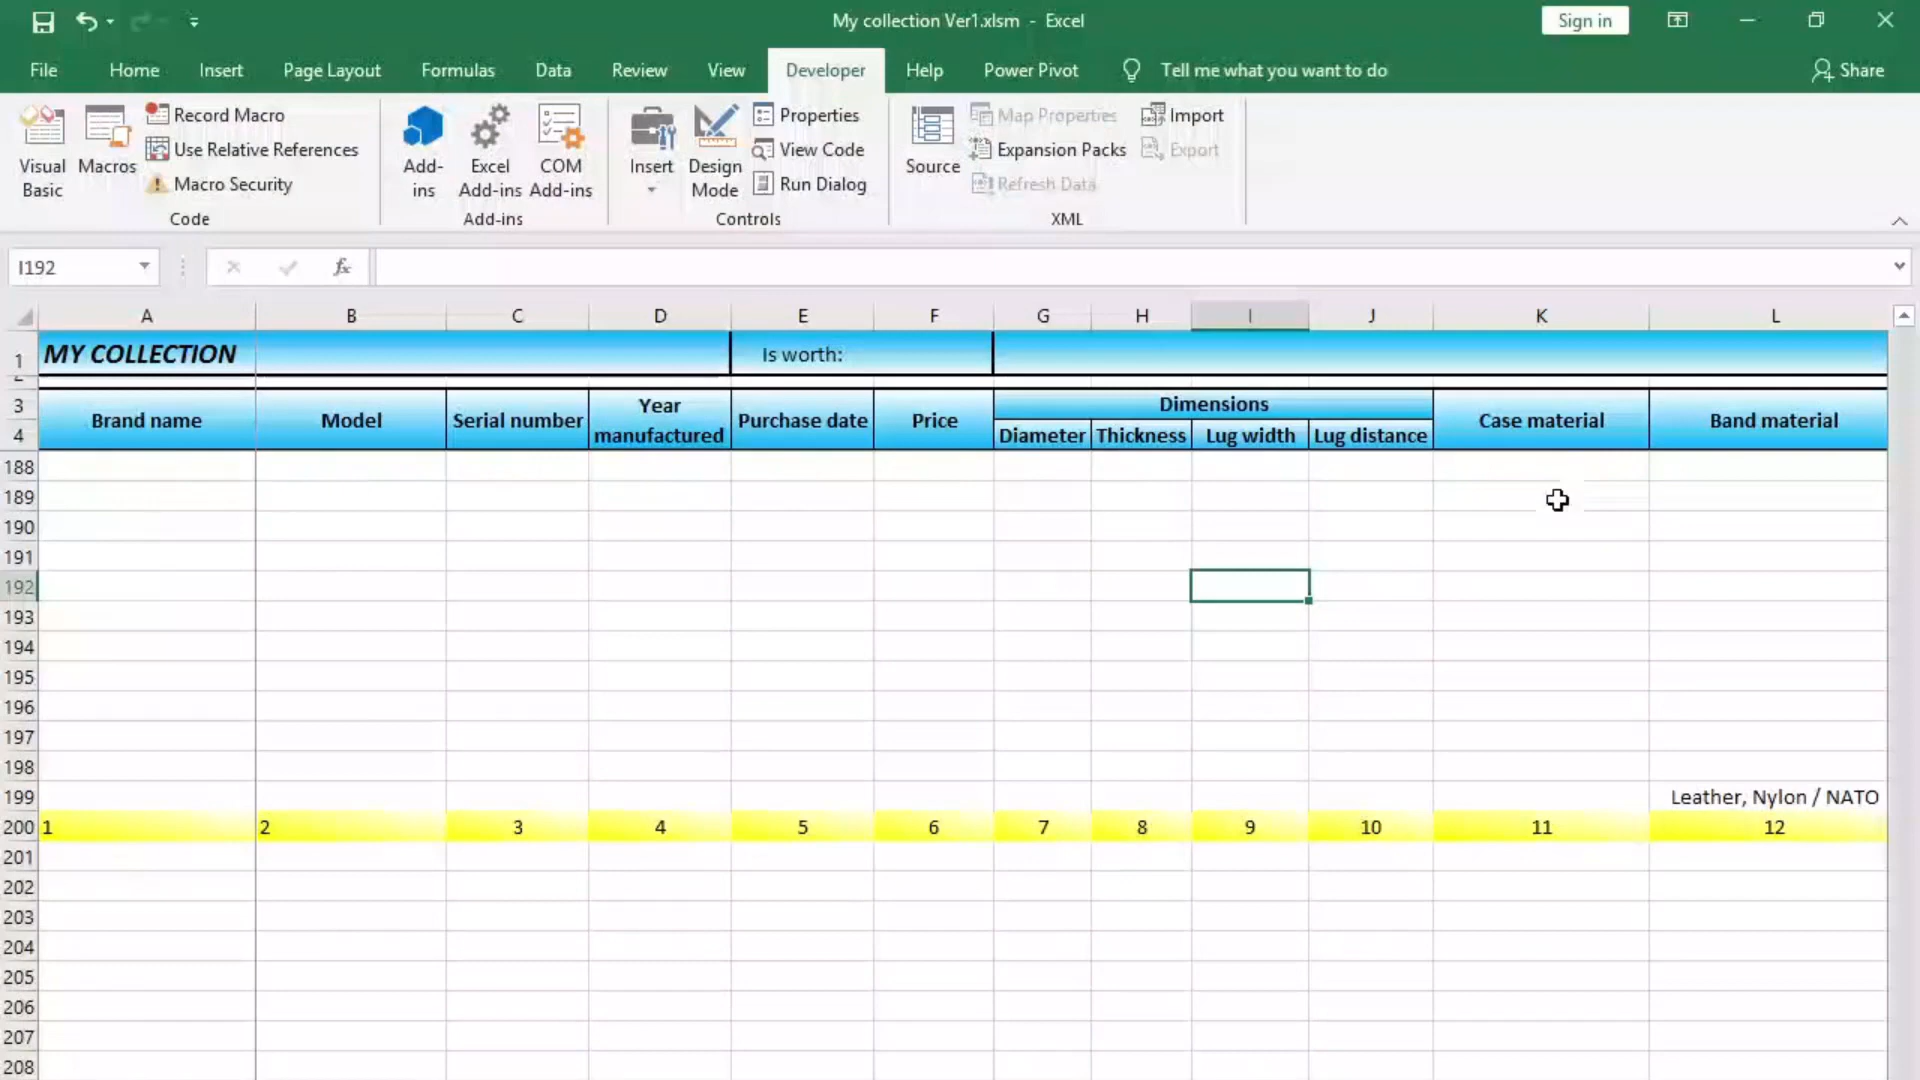 My collection Ver1.xlsm - Excel
Sign in
File Home Insert Page Layout Formulas Data Review View Developer Help Power Pivot Tell me what you want to do Share
Visual Basic
Macros
Record Macro
Use Relative References
Macro Security
Code
Add-ins
Excel Add-ins
COM Add-ins
Add-ins
Insert
Design Mode
Properties
View Code
Run Dialog
Controls
Source
Map Properties
Expansion Packs
Refresh Data
Import
Export
XML
I192
fx
A B C D E F G H I J K L
1 MY COLLECTION Is worth:
2
3
4
Brand name
Model
Serial number
Year manufactured
Purchase date
Price
Dimensions
Diameter Thickness Lug width Lug distance
Case material
Band material
188
189
190
191
192
193
194
195
196
197
198
199 Leather, Nylon / NATO
200 1 2 3 4 5 6 7 8 9 10 11 12
201
202
203
204
205
206
207
208